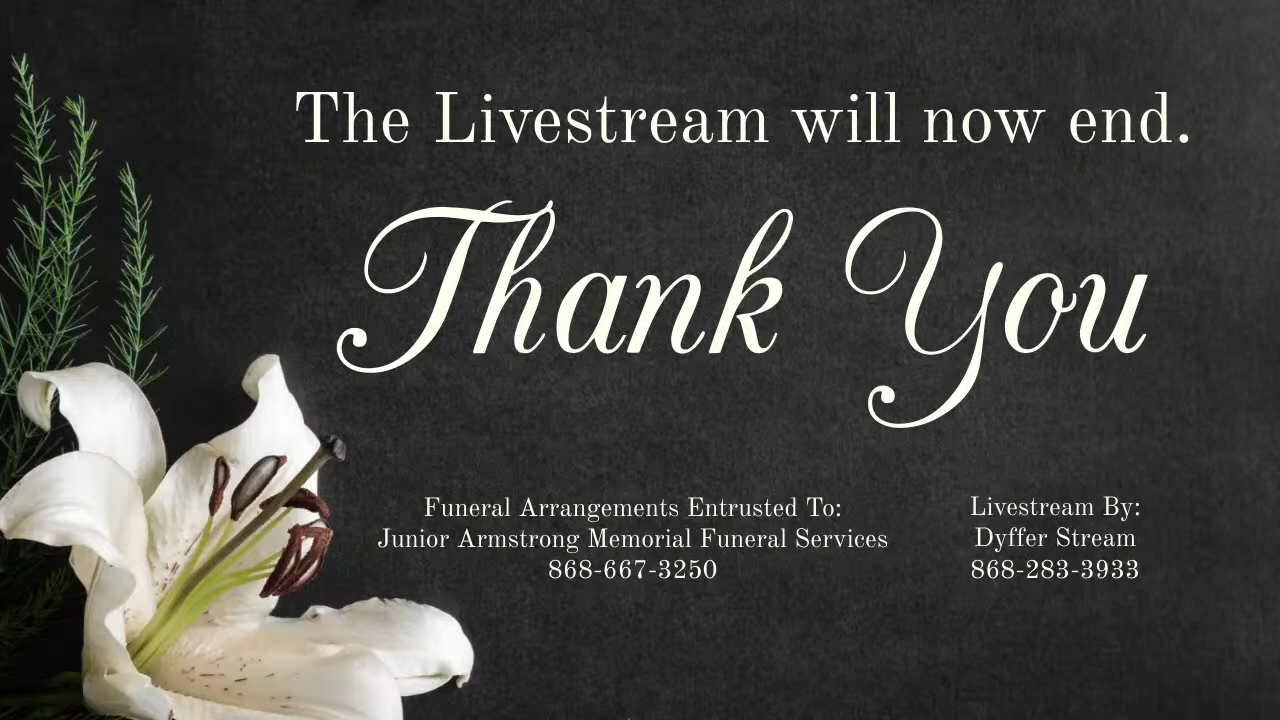 The Livestream will now end.
Thank You
Funeral Arrangements Entrusted To:
Junior Armstrong Memorial Funeral Services
868-667-3250
Livestream By:
Dyffer Stream
868-283-3933